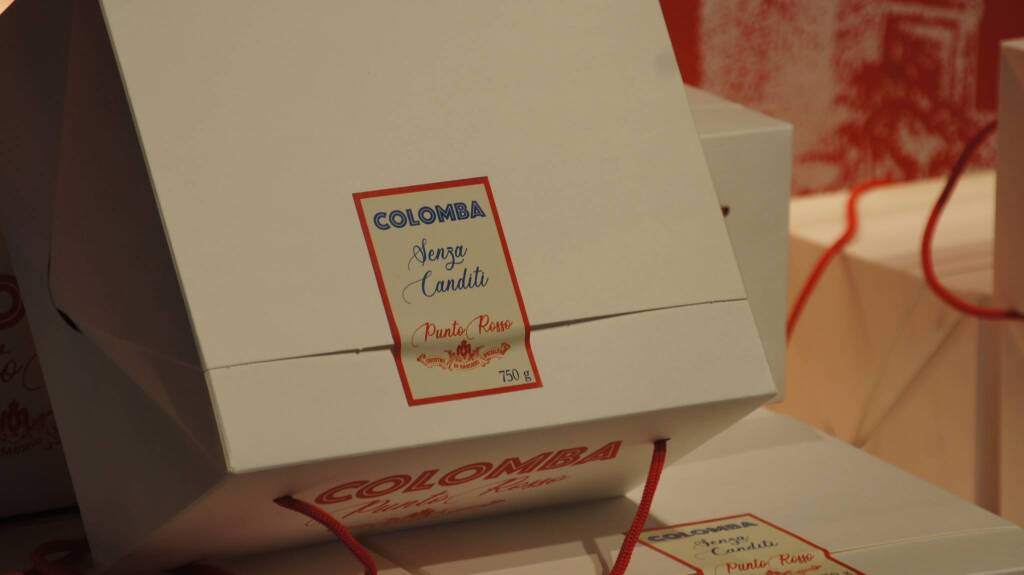 COLOMBA
Senza
Canditi
Punto Rosso
750 g
COLOMBA
Punto Rosso
COLOMBA
Senza
Canditi
Punto Rosso